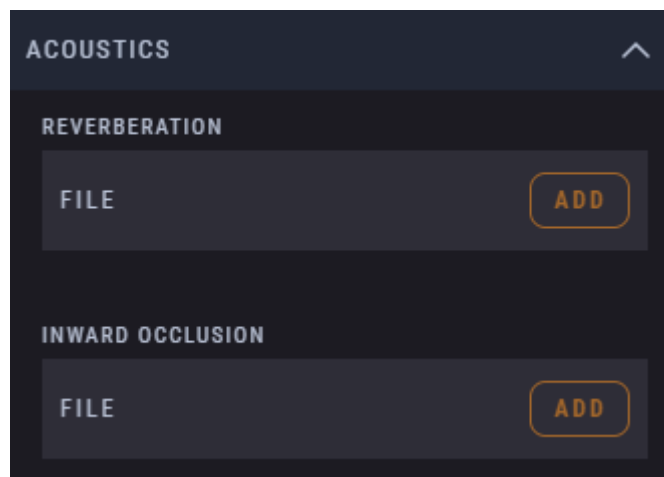 ACOUSTICS
REVERBERATION
FILE ADD
INWARD OCCLUSION
FILE ADD